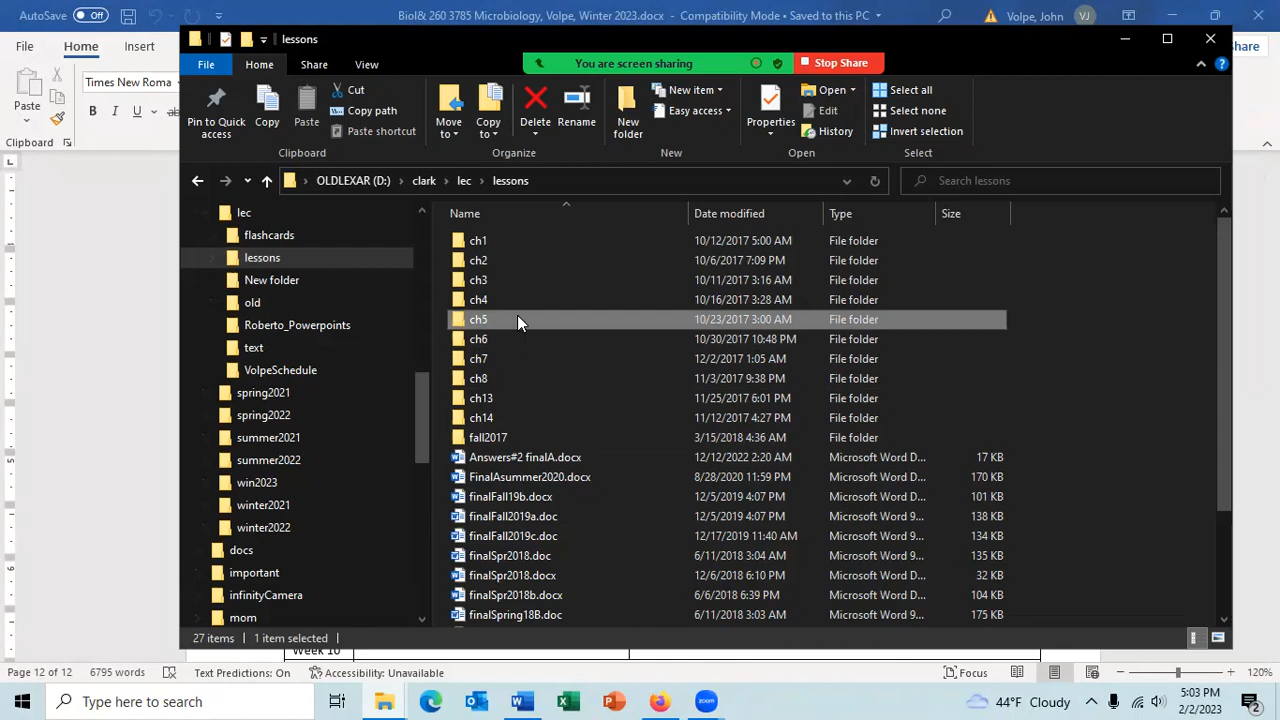 AutoSave Off Biol& 260 3785 Microbiology, Volpe, Winter 2023.docx - Compatibility Mode • Saved to this PC Volpe, John VJ
File Home Insert hare
lessons
File Home Share View
You are screen sharing Stop Share
Times New Roma
Paste
B I U
Clipboard
Pin to Quick access
Copy
Paste
Cut
Copy path
Paste shortcut
Clipboard
Move to
Copy to
Delete
Rename
Organize
New folder
New item
Easy access
New
Properties
Open
Edit
History
Open
Select all
Select none
Invert selection
Select
OLDLEXAR (D:) clark lec lessons
Search lessons
lec
flashcards
lessons
New folder
old
Roberto_Powerpoints
text
VolpeSchedule
spring2021
spring2022
summer2021
summer2022
win2023
winter2021
winter2022
docs
important
infinityCamera
mom
Name Date modified Type Size
ch1 10/12/2017 5:00 AM File folder
ch2 10/6/2017 7:09 PM File folder
ch3 10/11/2017 3:16 AM File folder
ch4 10/16/2017 3:28 AM File folder
ch5 10/23/2017 3:00 AM File folder
ch6 10/30/2017 10:48 PM File folder
ch7 12/2/2017 1:05 AM File folder
ch8 11/3/2017 9:38 PM File folder
ch13 11/25/2017 6:01 PM File folder
ch14 11/12/2017 4:27 PM File folder
fall2017 3/15/2018 4:36 AM File folder
Answers#2 finalA.docx 12/12/2022 2:20 AM Microsoft Word D... 17 KB
FinalAsummer2020.docx 8/28/2020 11:59 PM Microsoft Word D... 170 KB
finalFall19b.docx 12/5/2019 4:07 PM Microsoft Word D... 101 KB
finalFall2019a.doc 12/5/2019 4:07 PM Microsoft Word 9... 138 KB
finalFall2019c.doc 12/17/2019 11:40 AM Microsoft Word 9... 134 KB
finalSpr2018.doc 6/11/2018 3:04 AM Microsoft Word 9... 135 KB
finalSpr2018.docx 12/6/2018 6:10 PM Microsoft Word D... 32 KB
finalSpr2018b.docx 6/6/2018 6:39 PM Microsoft Word D... 104 KB
finalSpring18B.doc 6/11/2018 3:03 AM Microsoft Word 9... 175 KB
27 items 1 item selected
Week 10
Page 12 of 12 6795 words Text Predictions: On Accessibility: Unavailable Focus 120%
Type here to search
44°F Cloudy
5:03 PM
2/2/2023
2